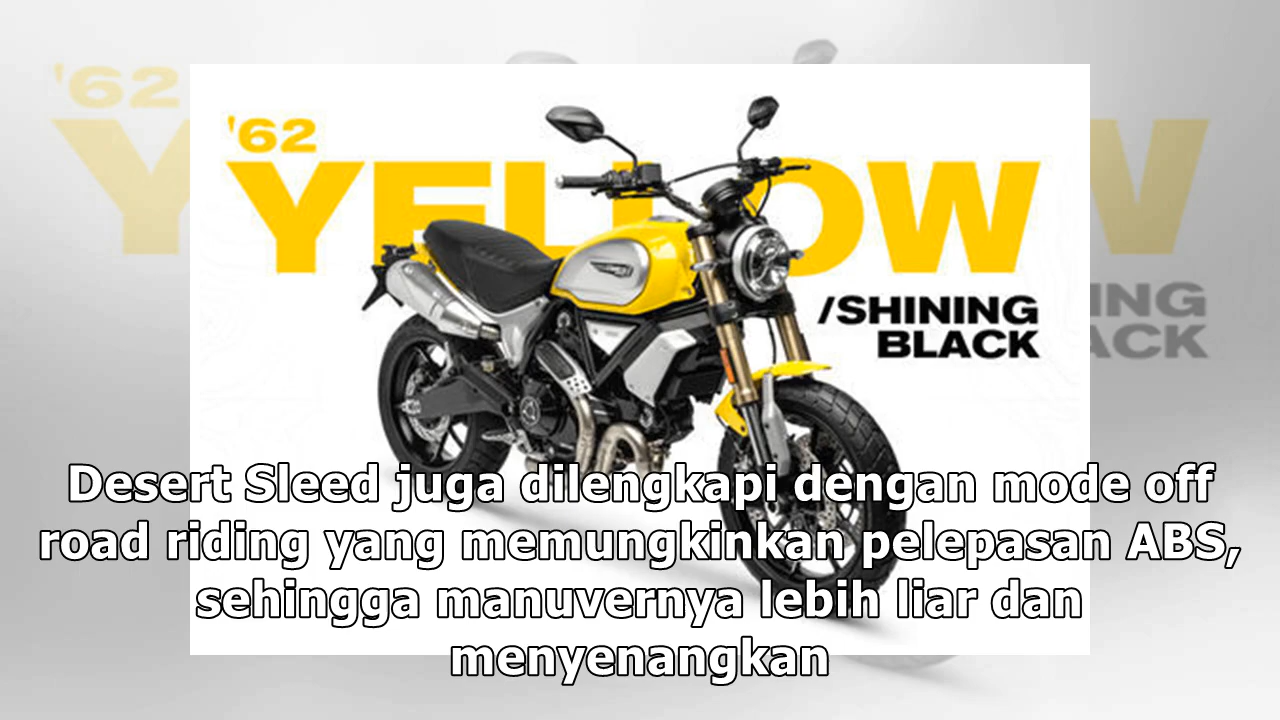 '62
YELLOW
/SHINING
BLACK
Desert Sleed juga dilengkapi dengan mode off
road riding yang memungkinkan pelepasan ABS,
sehingga manuvernya lebih liar dan
menyenangkan